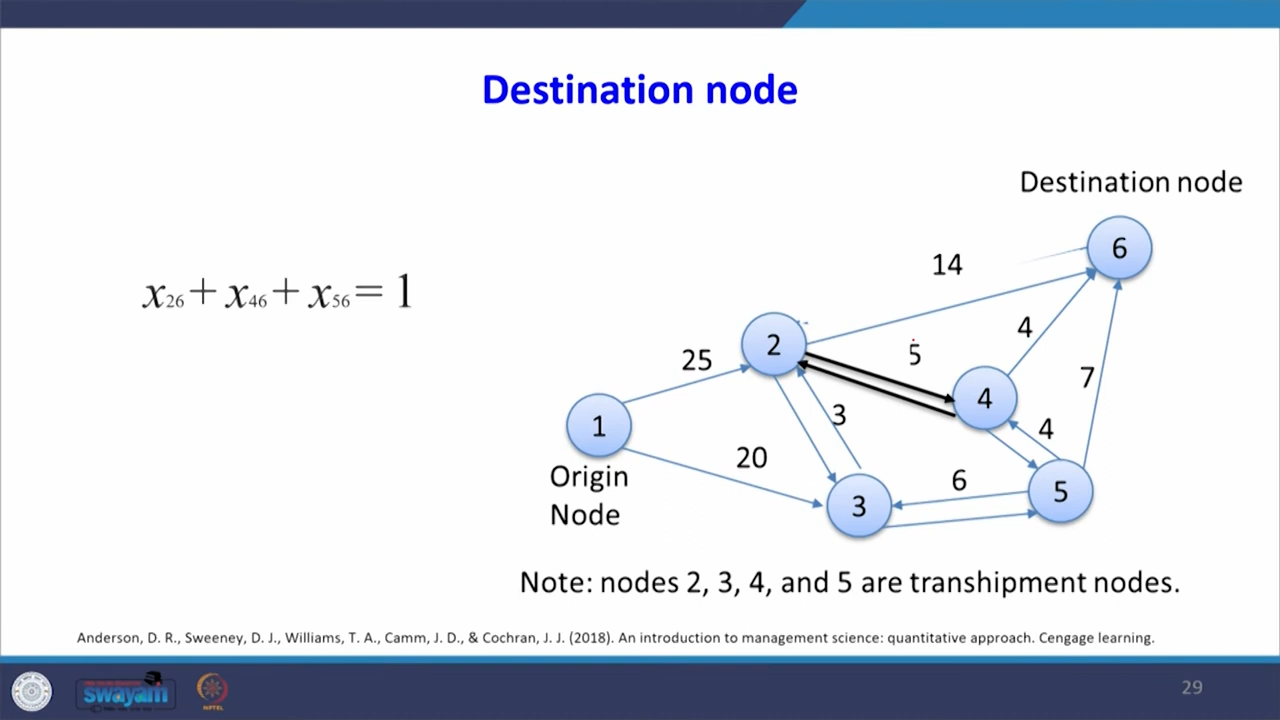 Destination node
Destination node
x26 + x46 + x56 = 1
6
14
4
2
5
25
7
4
1
3
4
20
6
5
Origin
Node
3
Note: nodes 2, 3, 4, and 5 are transhipment nodes.
Anderson, D. R., Sweeney, D. J., Williams, T. A., Camm, J. D., & Cochran, J. J. (2018). An introduction to management science: quantitative approach. Cengage learning.
swayam
NPTEL
29